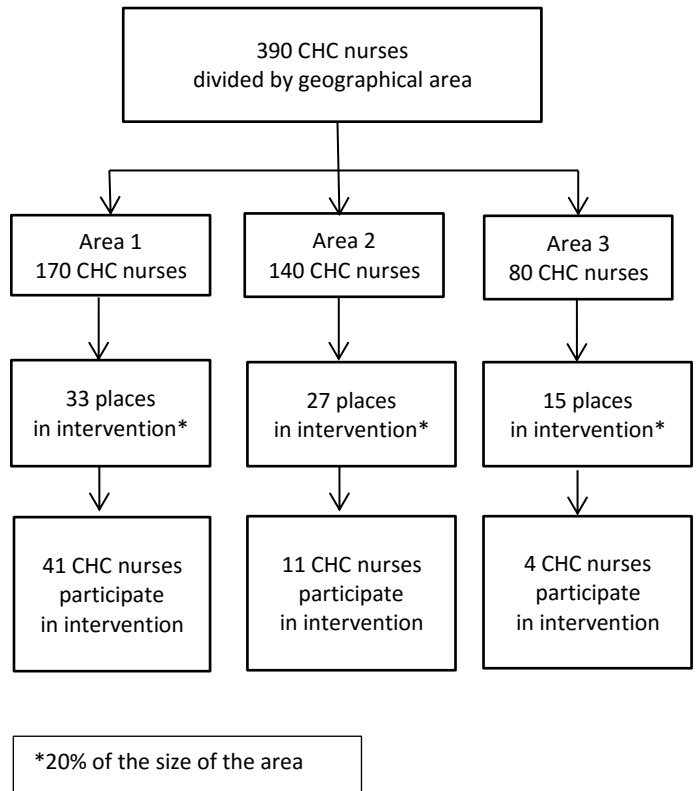 390 CHC nurses
divided by geographical area
Area 1
170 CHC nurses
Area 2
140 CHC nurses
Area 3
80 CHC nurses
33 places
in intervention*
27 places
in intervention*
15 places
in intervention*
41 CHC nurses
participate
in intervention
11 CHC nurses
participate
in intervention
4 CHC nurses
participate
in intervention
*20% of the size of the area